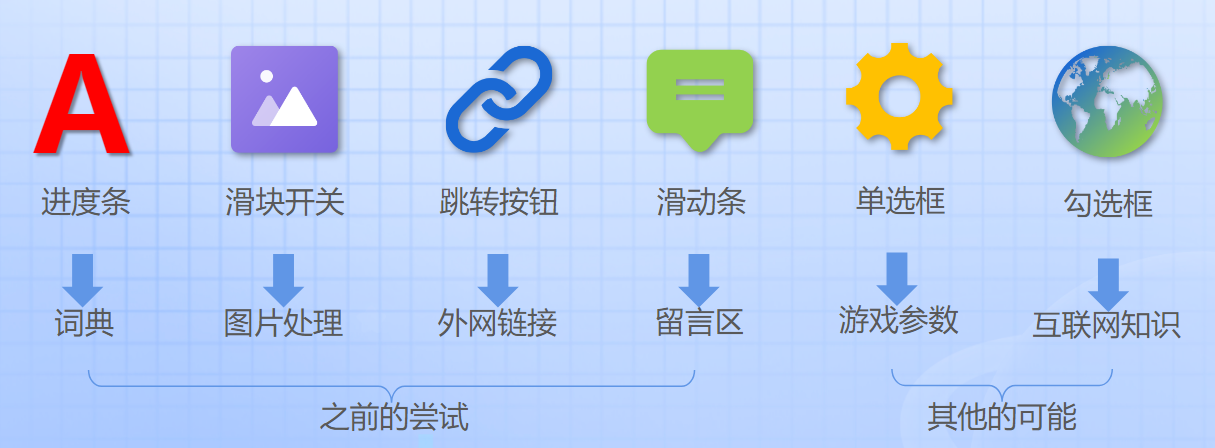 A
进度条 滑块开关 跳转按钮 滑动条 单选框 勾选框
词典 图片处理 外网链接 留言区 游戏参数 互联网知识
之前的尝试 其他的可能